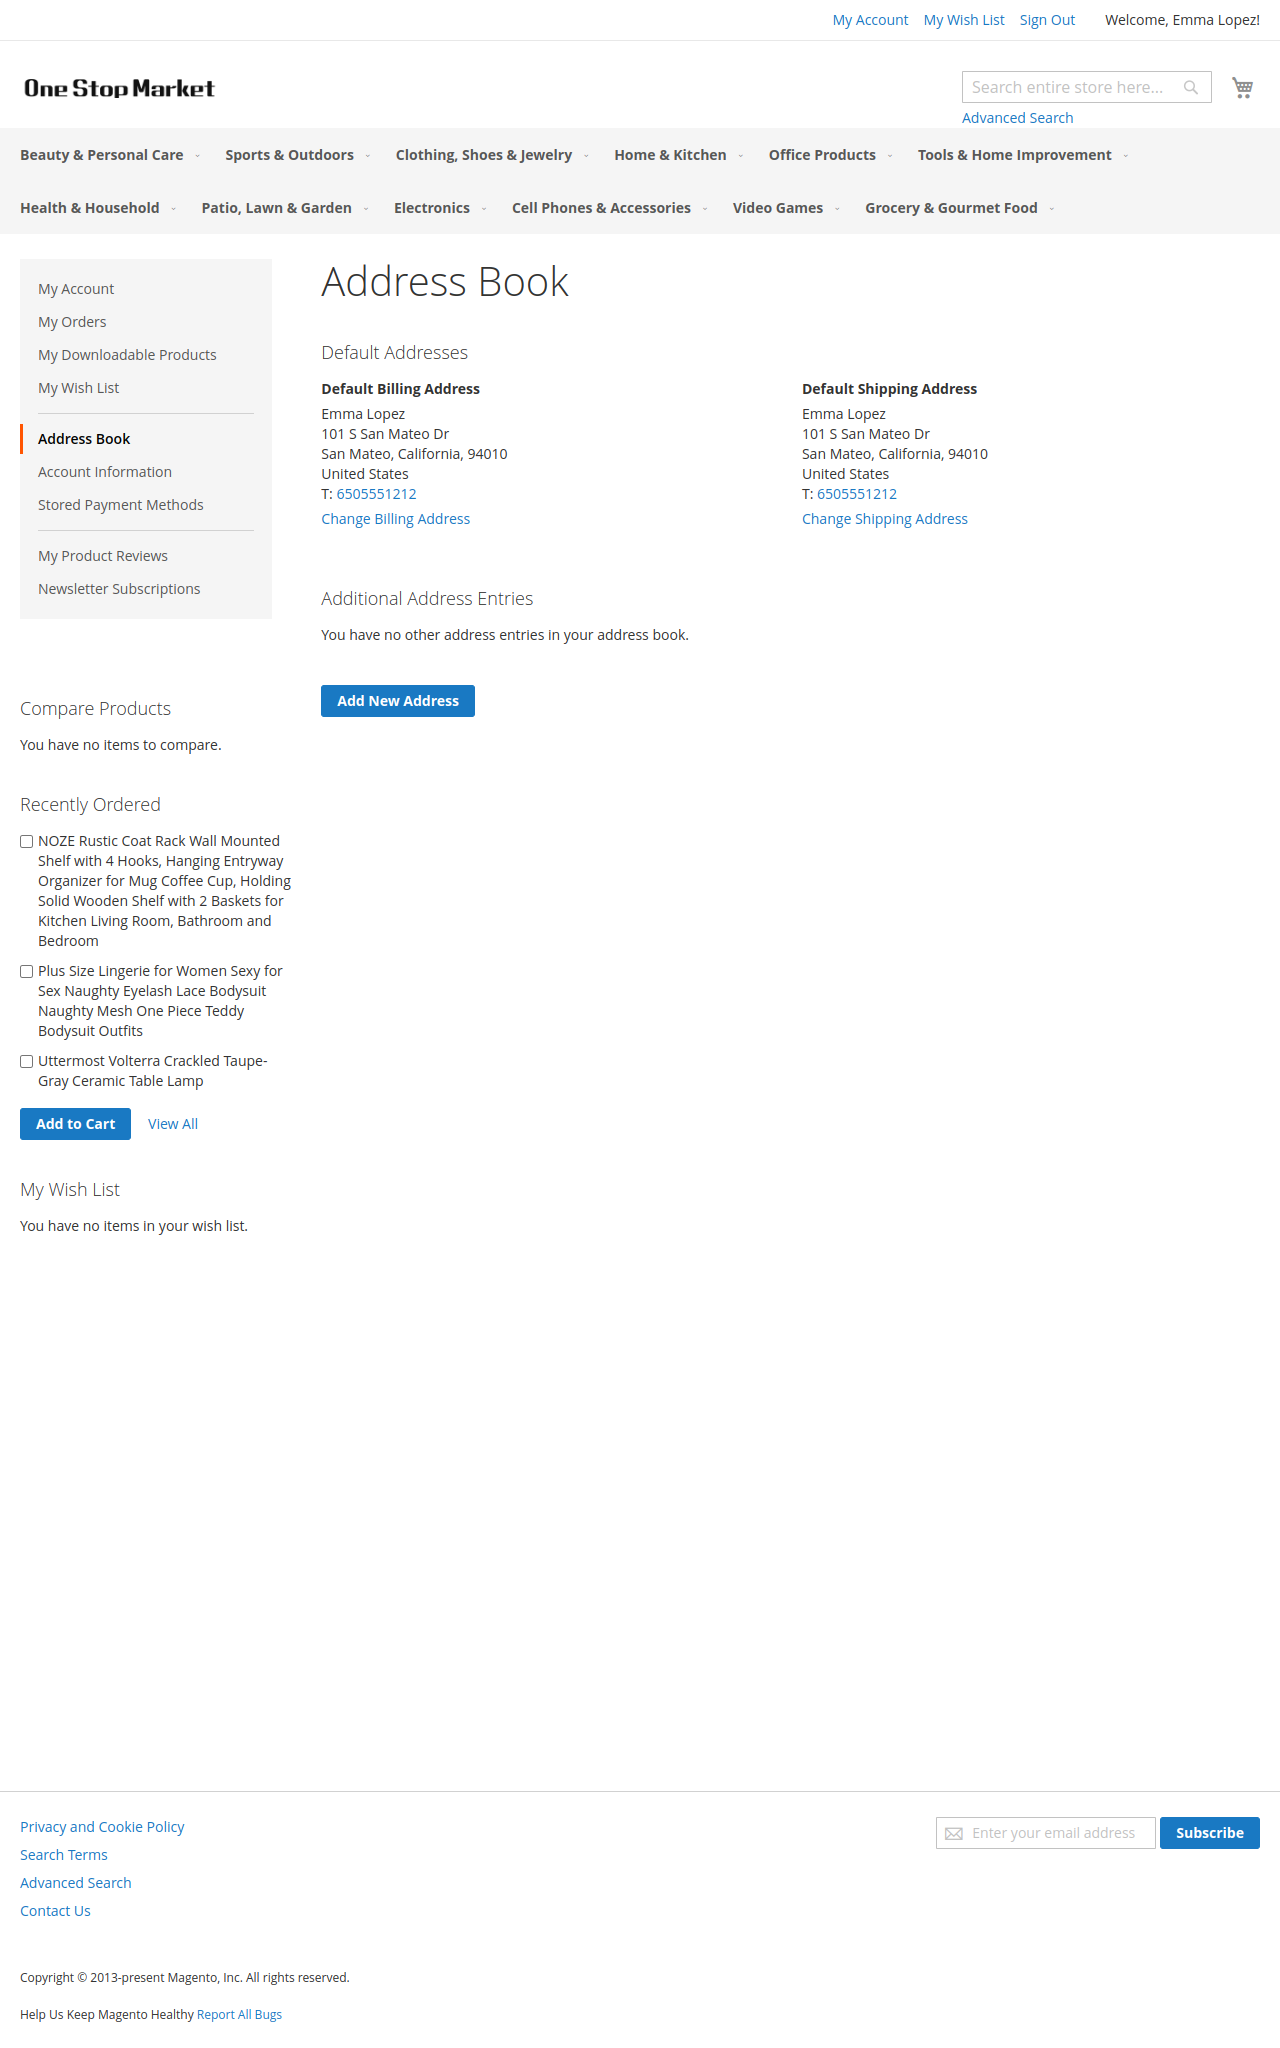 My Account My Wish List Sign Out Welcome, Emma Lopez!
One Stop Market
Search entire store here...
Advanced Search
Beauty & Personal Care Sports & Outdoors Clothing, Shoes & Jewelry Home & Kitchen Office Products Tools & Home Improvement
Health & Household Patio, Lawn & Garden Electronics Cell Phones & Accessories Video Games Grocery & Gourmet Food
My Account
My Orders
My Downloadable Products
My Wish List
Address Book
Account Information
Stored Payment Methods
My Product Reviews
Newsletter Subscriptions
Address Book
Default Addresses
Default Billing Address
Emma Lopez
101 S San Mateo Dr
San Mateo, California, 94010
United States
T: 6505551212
Change Billing Address
Default Shipping Address
Emma Lopez
101 S San Mateo Dr
San Mateo, California, 94010
United States
T: 6505551212
Change Shipping Address
Additional Address Entries
You have no other address entries in your address book.
Add New Address
Compare Products
You have no items to compare.
Recently Ordered
NOZE Rustic Coat Rack Wall Mounted
Shelf with 4 Hooks, Hanging Entryway
Organizer for Mug Coffee Cup, Holding
Solid Wooden Shelf with 2 Baskets for
Kitchen Living Room, Bathroom and
Bedroom
Plus Size Lingerie for Women Sexy for
Sex Naughty Eyelash Lace Bodysuit
Naughty Mesh One Piece Teddy
Bodysuit Outfits
Uttermost Volterra Crackled Taupe-
Gray Ceramic Table Lamp
Add to Cart View All
My Wish List
You have no items in your wish list.
Privacy and Cookie Policy
Search Terms
Advanced Search
Contact Us
Enter your email address Subscribe
Copyright © 2013-present Magento, Inc. All rights reserved.
Help Us Keep Magento Healthy Report All Bugs